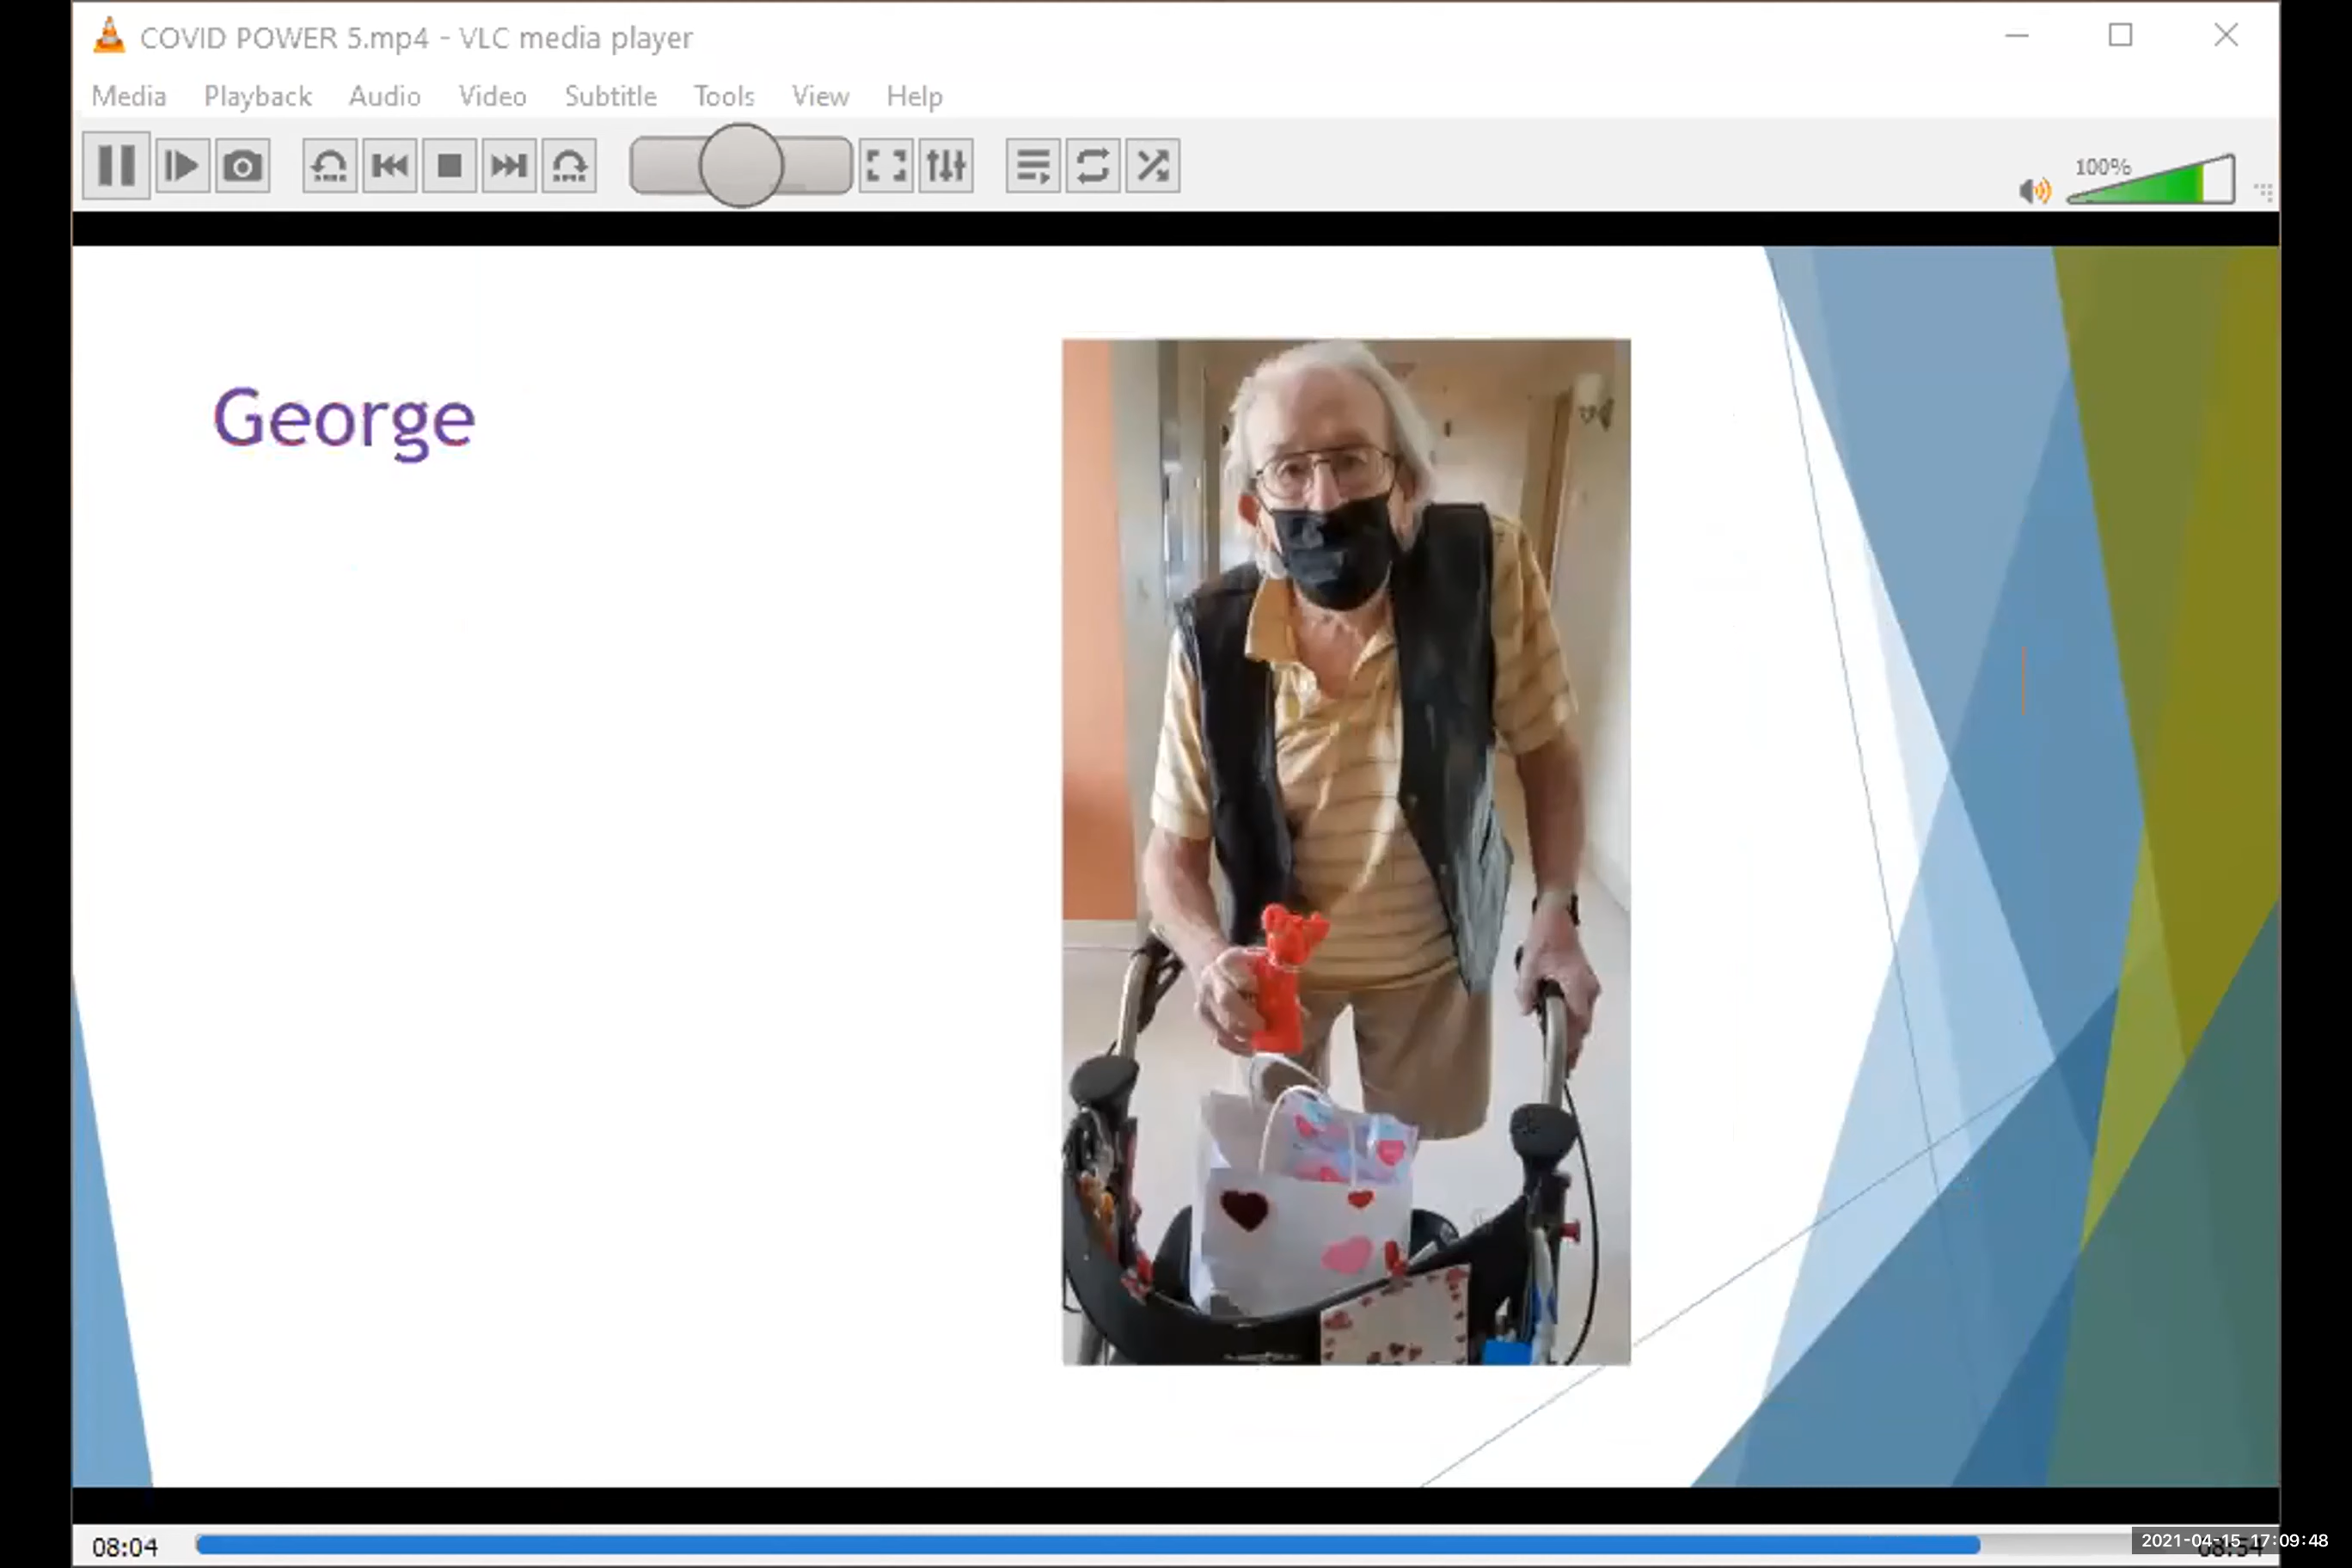 COVID POWER 5.mp4 - VLC media player
Media Playback Audio Video Subtitle Tools View Help
100%
George
08:04
2021-04-15 17:09:48